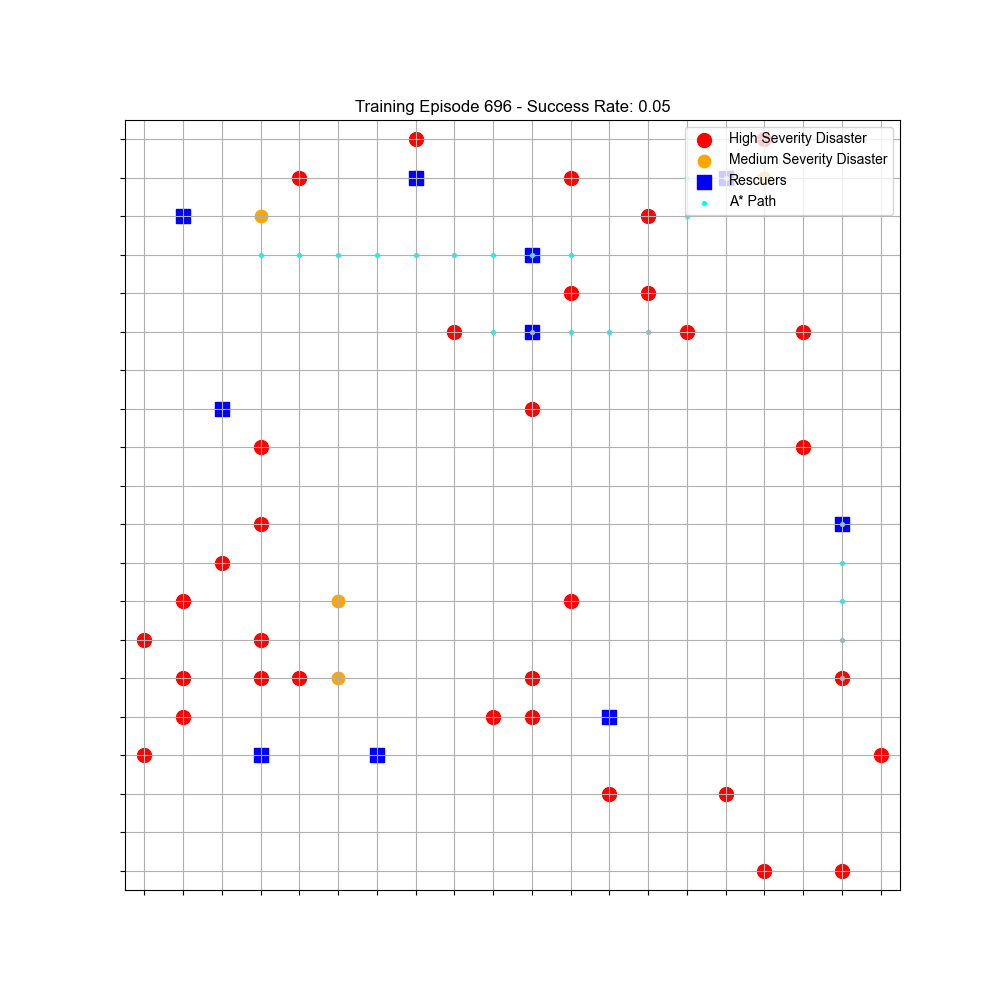 Training Episode 696 - Success Rate: 0.05
High Severity Disaster
Medium Severity Disaster
Rescuers
A* Path